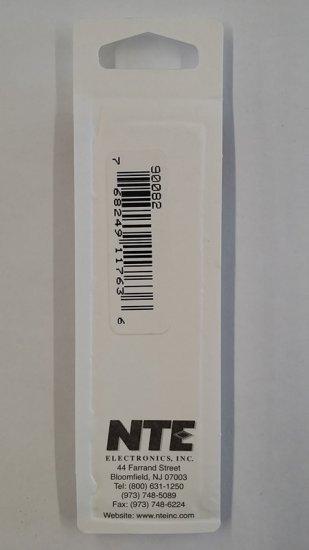 90082
7 68249 11763 6
NTE
ELECTRONICS, INC.
44 Farrand Street
Bloomfield, NJ 07003
Tel: (800) 631-1250
(973) 748-5089
Fax: (973) 748-6224
Website: www.nteinc.com